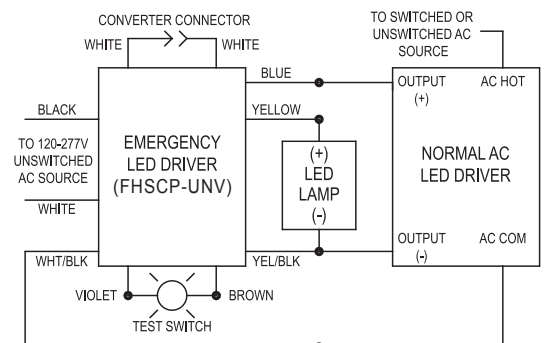 CONVERTER CONNECTOR
WHITE
WHITE
TO SWITCHED OR
UNSWITCHED AC
SOURCE
BLUE
OUTPUT
(+)
AC HOT
BLACK
YELLOW
TO 120-277V
UNSWITCHED
AC SOURCE
EMERGENCY
LED DRIVER
(FHSCP-UNV)
(+)
LED
LAMP
(-)
NORMAL AC
LED DRIVER
WHITE
OUTPUT
(-)
AC COM
WHT/BLK
YEL/BLK
VIOLET
BROWN
TEST SWITCH